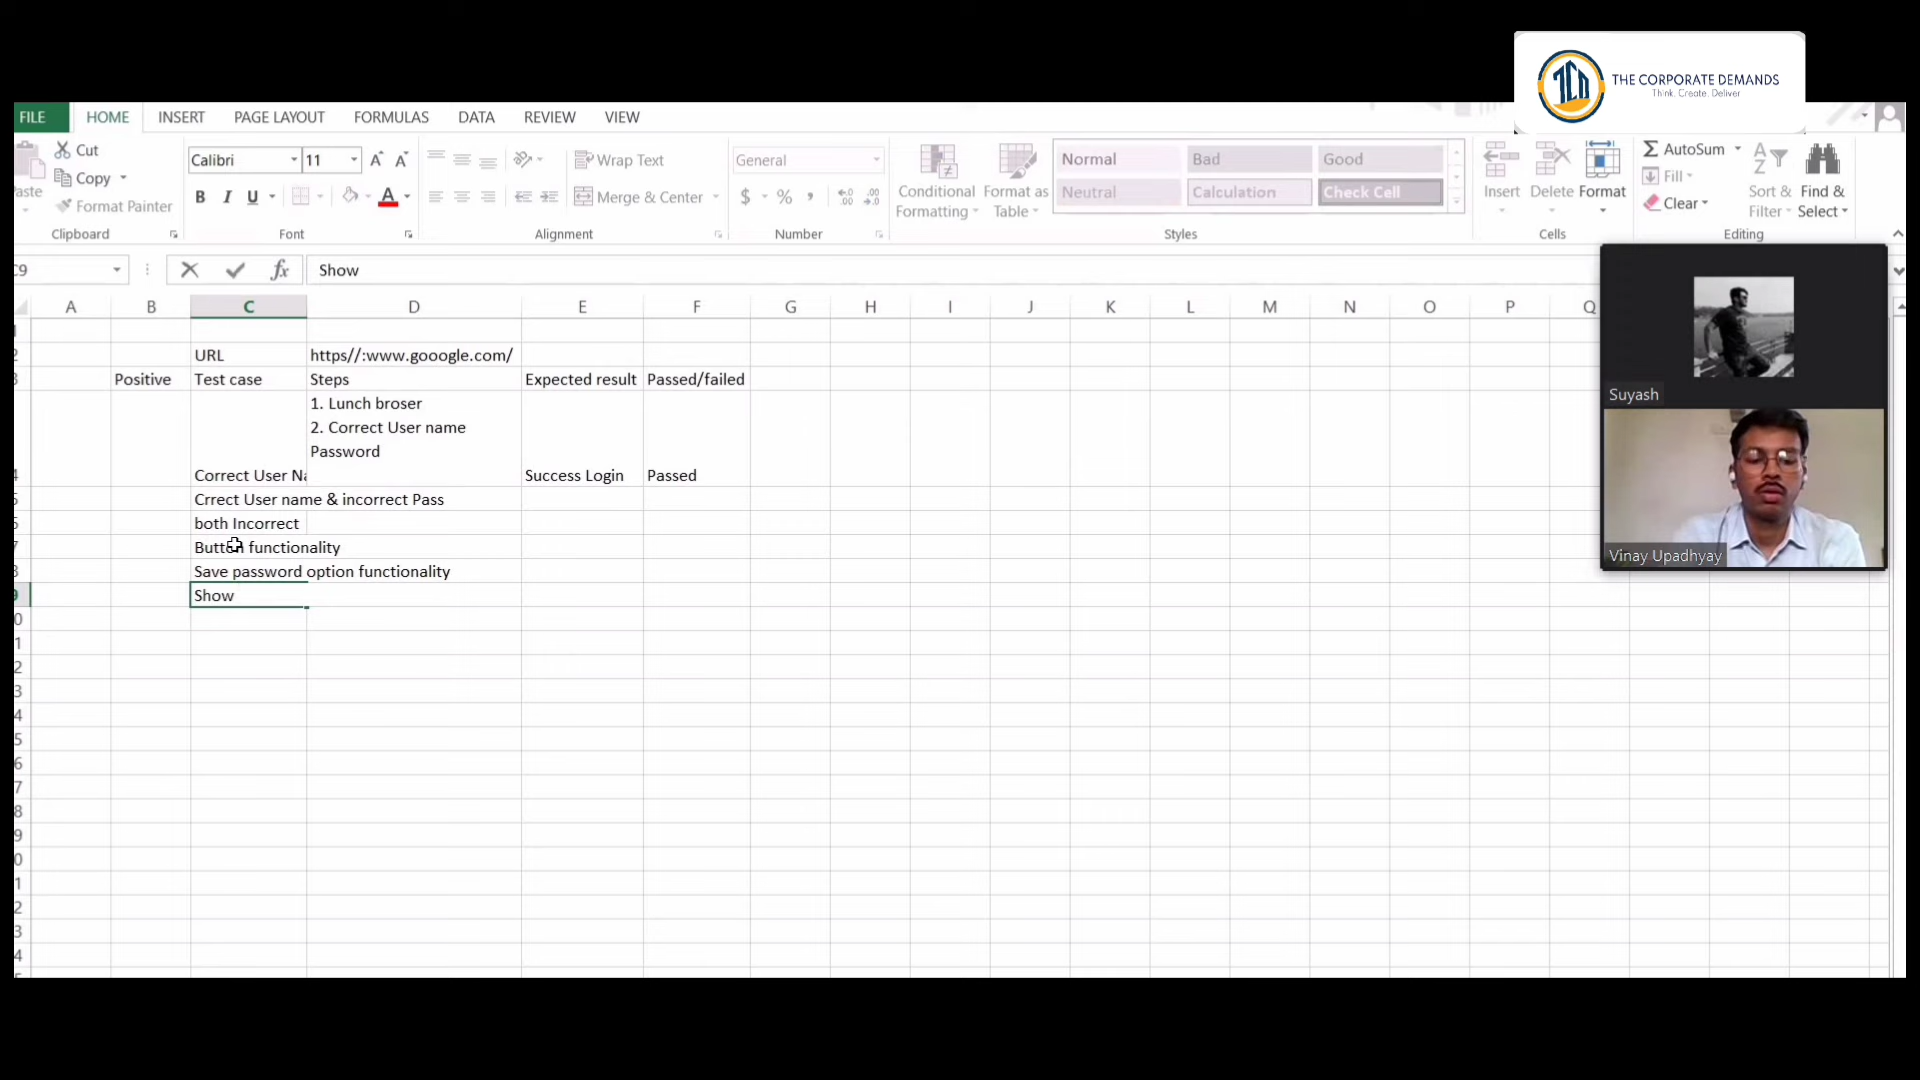 THE CORPORATE DEMANDS
Think. Create. Deliver
FILE HOME INSERT PAGE LAYOUT FORMULAS DATA REVIEW VIEW
Cut
Copy
Format Painter
Clipboard
Calibri 11
B I U A
Font
Wrap Text
Merge & Center
Alignment
General
$ % ,
Number
Conditional Formatting
Format as Table
Normal Bad Good
Neutral Calculation Check Cell
Styles
Insert Delete Format
Cells
AutoSum
Fill
Clear
Sort & Filter
Find & Select
Editing
C9 fx Show
A B C D E F G H I J K L M N O P Q
URL https//:www.gooogle.com/
Positive Test case Steps Expected result Passed/failed
1. Lunch broser
2. Correct User name
Password
Correct User Na Success Login Passed
Crrect User name & incorrect Pass
both Incorrect
Button functionality
Save password option functionality
Show
Suyash
Vinay Upadhyay